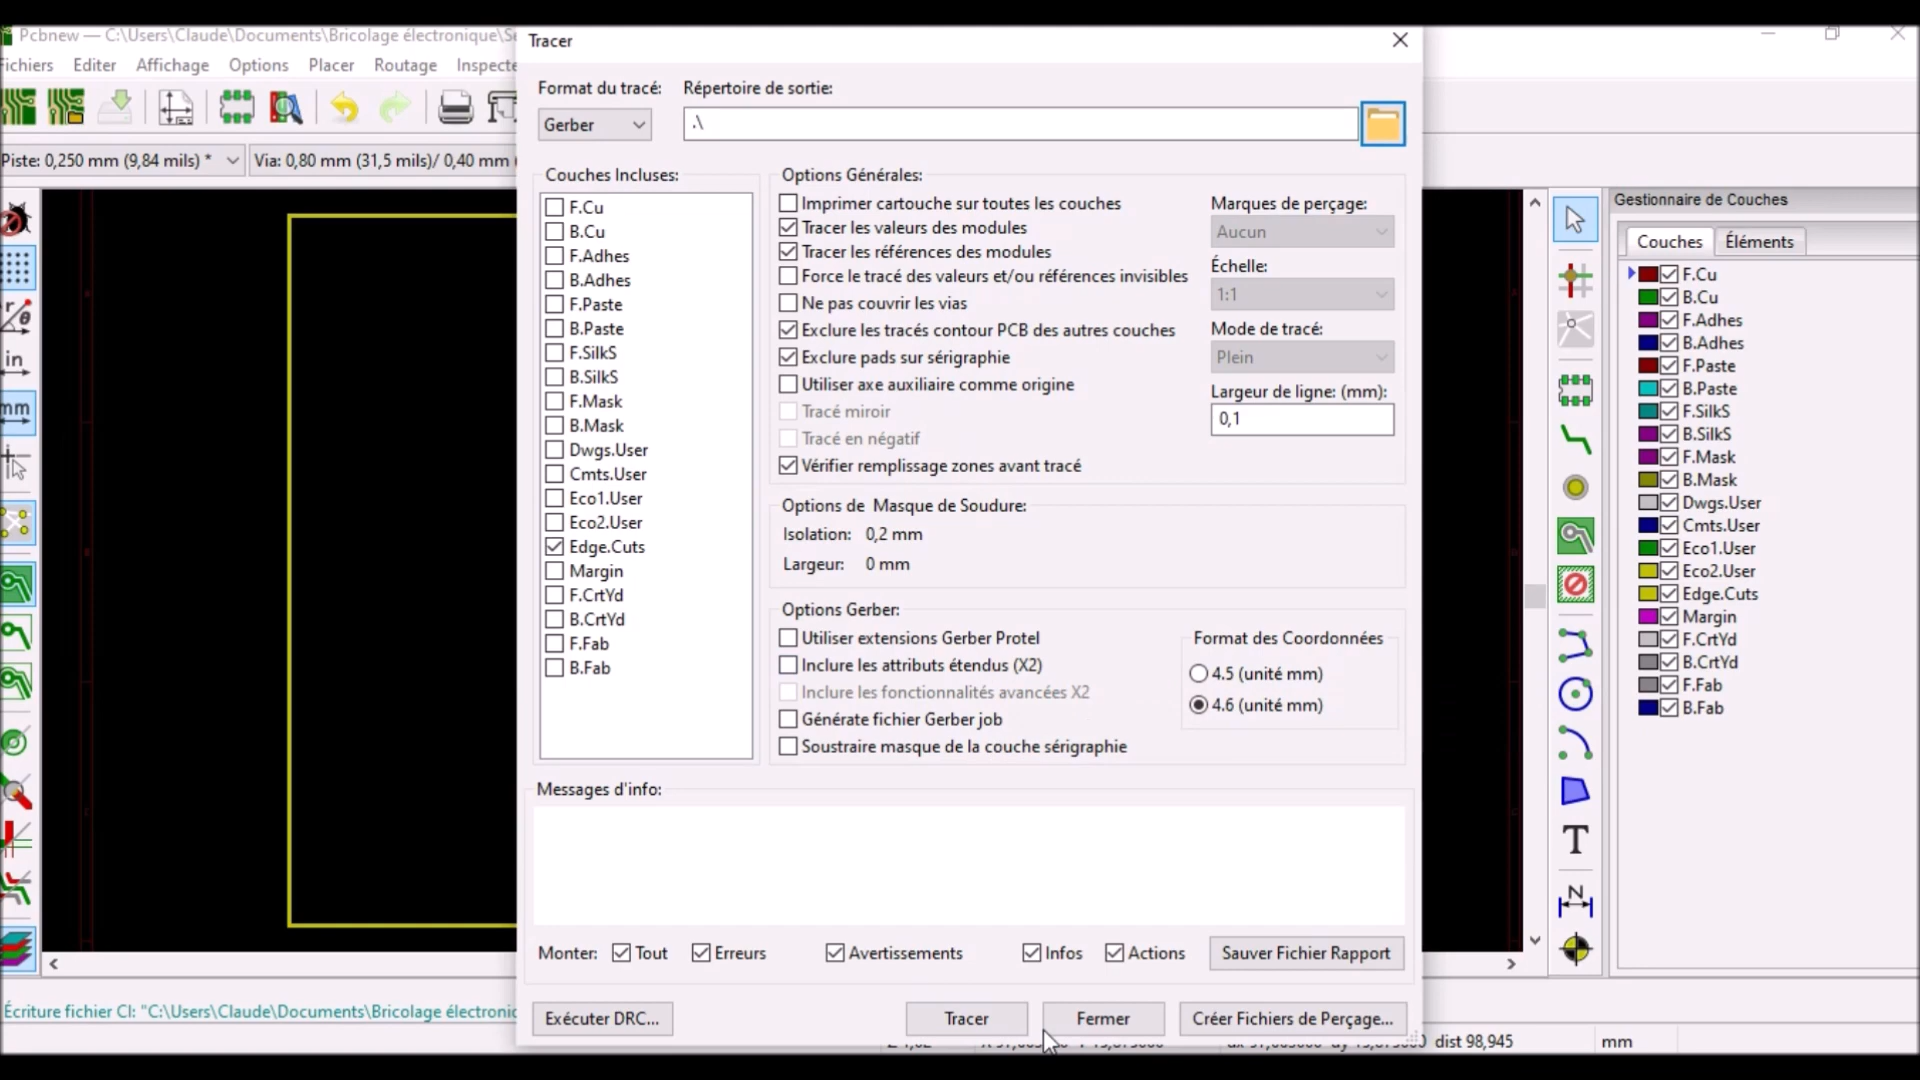 Pcbnew — C:\Users\Claude\Documents\Bricolage électronique\Se
Tracer
ichiers Editer Affichage Options Placer Routage Inspecte
Format du tracé: Répertoire de sortie:
Gerber .\
Piste: 0,250 mm (9,84 mils) * Via: 0,80 mm (31,5 mils)/ 0,40 mm
Couches Incluses:
F.Cu
B.Cu
F.Adhes
B.Adhes
F.Paste
B.Paste
F.SilkS
B.SilkS
F.Mask
B.Mask
Dwgs.User
Cmts.User
Eco1.User
Eco2.User
Edge.Cuts
Margin
F.CrtYd
B.CrtYd
F.Fab
B.Fab
Options Générales:
Imprimer cartouche sur toutes les couches
Tracer les valeurs des modules
Tracer les références des modules
Force le tracé des valeurs et/ou références invisibles
Ne pas couvrir les vias
Exclure les tracés contour PCB des autres couches
Exclure pads sur sérigraphie
Utiliser axe auxiliaire comme origine
Tracé miroir
Tracé en négatif
Vérifier remplissage zones avant tracé
Marques de perçage:
Aucun
Échelle:
1:1
Mode de tracé:
Plein
Largeur de ligne: (mm):
0,1
Options de Masque de Soudure:
Isolation: 0,2 mm
Largeur: 0 mm
Options Gerber:
Utiliser extensions Gerber Protel
Inclure les attributs étendus (X2)
Inclure les fonctionnalités avancées X2
Générate fichier Gerber job
Soustraire masque de la couche sérigraphie
Format des Coordonnées
4.5 (unité mm)
4.6 (unité mm)
Messages d'info:
Monter: Tout Erreurs Avertissements Infos Actions Sauver Fichier Rapport
Exécuter DRC... Tracer Fermer Créer Fichiers de Perçage...
Gestionnaire de Couches
Couches Éléments
F.Cu
B.Cu
F.Adhes
B.Adhes
F.Paste
B.Paste
F.SilkS
B.SilkS
F.Mask
B.Mask
Dwgs.User
Cmts.User
Eco1.User
Eco2.User
Edge.Cuts
Margin
F.CrtYd
B.CrtYd
F.Fab
B.Fab
in
mm
T
N
Écriture fichier CI: "C:\Users\Claude\Documents\Bricolage électronic
dist 98,945 mm